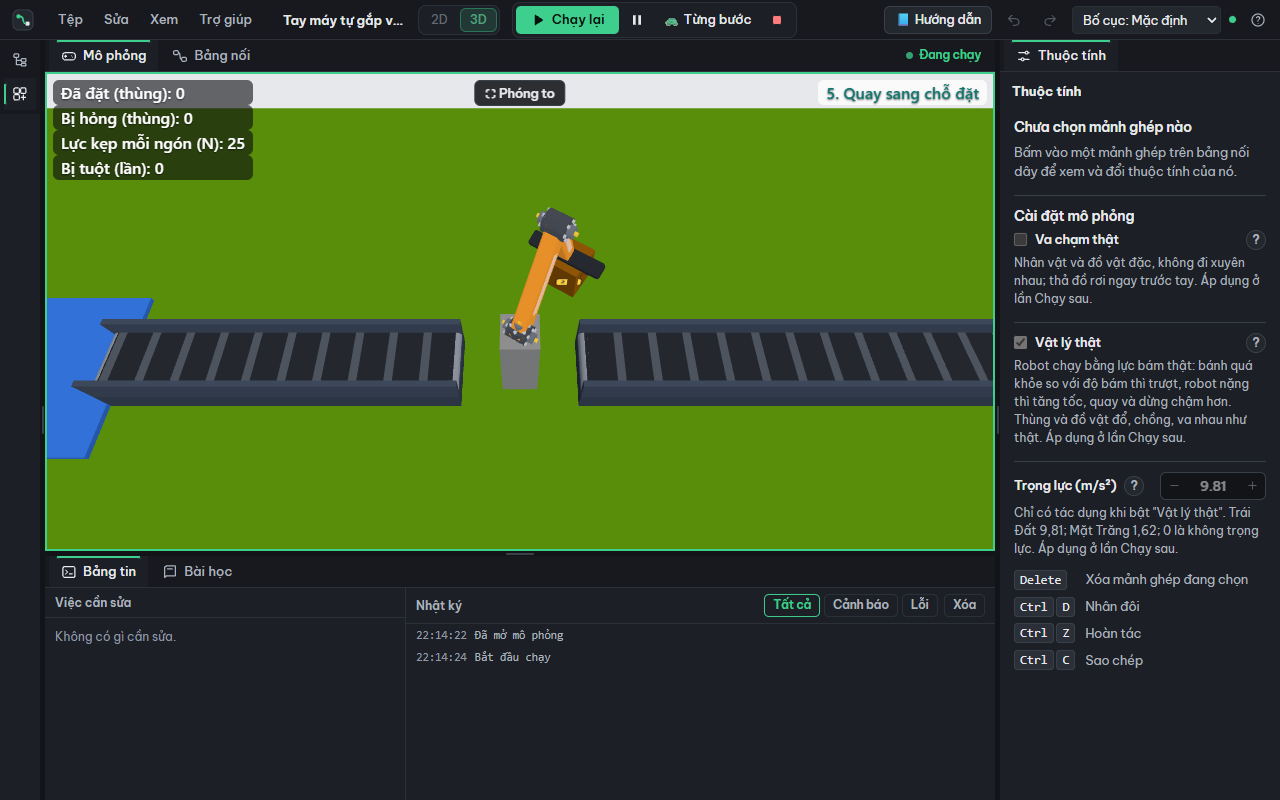 Tệp Sửa Xem Trợ giúp Tay máy tự gắp v... 2D 3D Chạy lại Từng bước Hướng dẫn Bố cục: Mặc định
Mô phỏng Bảng nối Đang chạy
Đã đặt (thùng): 0
Bị hỏng (thùng): 0
Lực kẹp mỗi ngón (N): 25
Bị tuột (lần): 0
Phóng to
5. Quay sang chỗ đặt
Bảng tin Bài học
Việc cần sửa
Không có gì cần sửa.
Nhật ký Tất cả Cảnh báo Lỗi Xóa
22:14:22 Đã mở mô phỏng
22:14:24 Bắt đầu chạy
Thuộc tính
Thuộc tính
Chưa chọn mảnh ghép nào
Bấm vào một mảnh ghép trên bảng nối
dây để xem và đổi thuộc tính của nó.
Cài đặt mô phỏng
Va chạm thật ?
Nhân vật và đồ vật đặc, không đi xuyên
nhau; thả đồ rơi ngay trước tay. Áp dụng ở
lần Chạy sau.
Vật lý thật ?
Robot chạy bằng lực bám thật: bánh quá
khỏe so với độ bám thì trượt, robot nặng
thì tăng tốc, quay và dừng chậm hơn.
Thùng và đồ vật đổ, chồng, va nhau như
thật. Áp dụng ở lần Chạy sau.
Trọng lực (m/s²) ? − 9.81 +
Chỉ có tác dụng khi bật "Vật lý thật". Trái
Đất 9,81; Mặt Trăng 1,62; 0 là không trọng
lực. Áp dụng ở lần Chạy sau.
Delete Xóa mảnh ghép đang chọn
Ctrl D Nhân đôi
Ctrl Z Hoàn tác
Ctrl C Sao chép